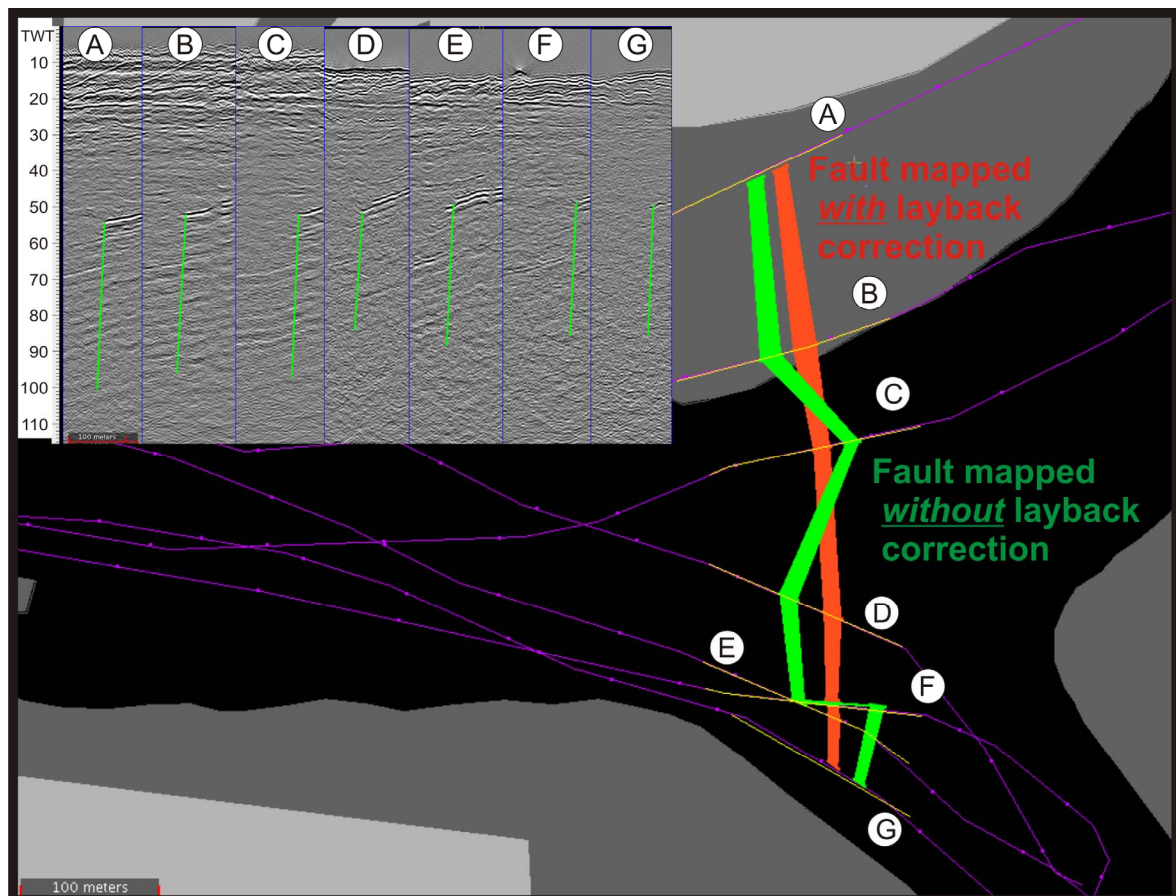 TWT
A B C D E F G
10
20
30
40
50
60
70
80
90
100
110
100 meters
A
Fault mapped
with layback
correction
B
C
Fault mapped
without layback
correction
D
E
F
G
100 meters